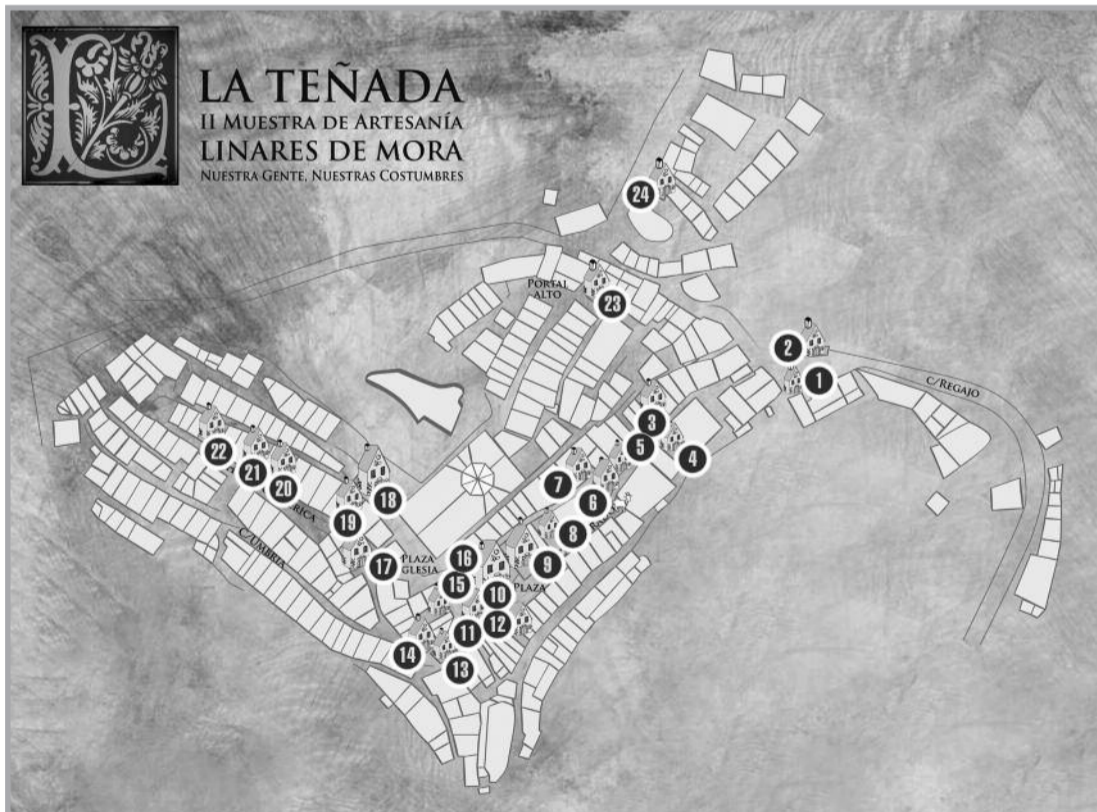 L
LA TEÑADA
II MUESTRA DE ARTESANÍA
LINARES DE MORA
NUESTRA GENTE, NUESTRAS COSTUMBRES
24
PORTAL
ALTO
23
2
1
C/REGAJO
3
5
4
22
21
20
7
6
18
19
C/UMBRIA
8
17
PLAZA
16
9
15
10
PLAZA
11
12
14
13